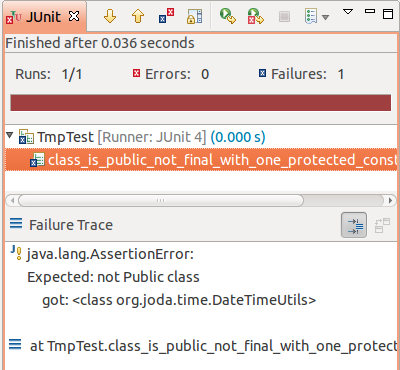 JUnit
Finished after 0.036 seconds
Runs: 1/1 Errors: 0 Failures: 1
TmpTest [Runner: JUnit 4] (0.000 s)
class_is_public_not_final_with_one_protected_const
Failure Trace
java.lang.AssertionError:
Expected: not Public class
got: <class org.joda.time.DateTimeUtils>
at TmpTest.class_is_public_not_final_with_one_protect